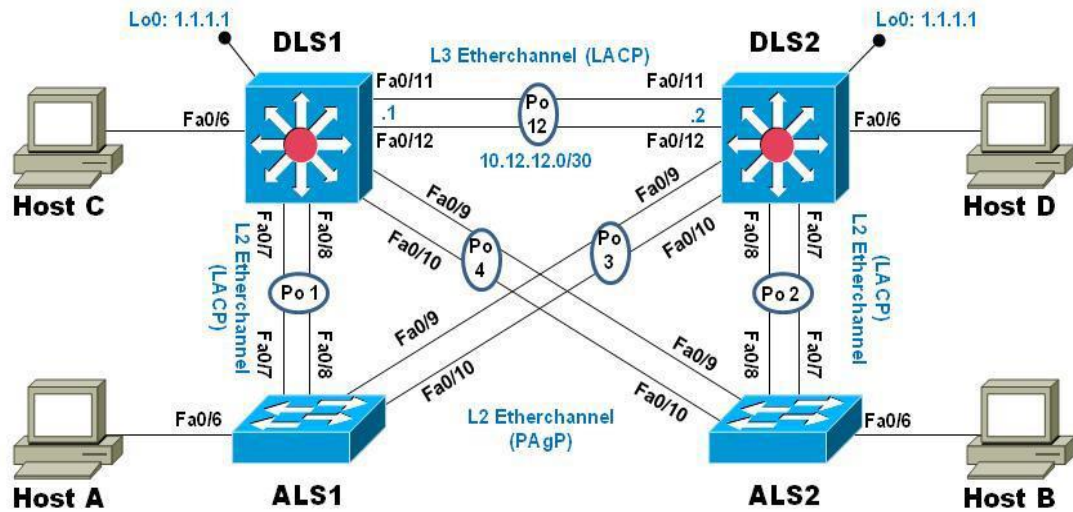 Lo0: 1.1.1.1
Lo0: 1.1.1.1
DLS1
DLS2
L3 Etherchannel (LACP)
Fa0/11
Fa0/11
Fa0/6
.1
Po
12
.2
Fa0/6
Fa0/12
Fa0/12
10.12.12.0/30
Host C
Host D
Fa0/9
Fa0/9
Fa0/10
Fa0/10
Po
4
Po
3
Fa0/7
Fa0/8
Fa0/8
Fa0/7
L2 Etherchannel
(LACP)
Po 1
Po 2
L2 Etherchannel
(LACP)
Fa0/7
Fa0/8
Fa0/9
Fa0/10
Fa0/9
Fa0/10
Fa0/8
Fa0/7
Fa0/6
L2 Etherchannel
(PAgP)
Fa0/6
Host A
ALS1
ALS2
Host B